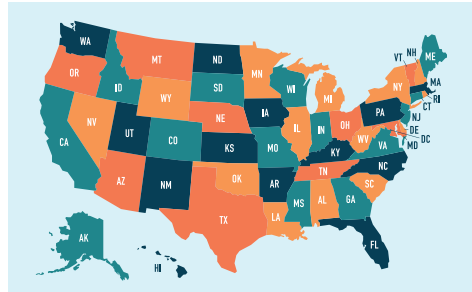 WA
MT
ND
MN
OR
ID
SD
WI
MI
VT
NH
ME
WY
NY
MA
RI
CT
NV
NE
IA
PA
NJ
UT
CO
IL
IN
OH
DE
DC
MD
CA
KS
MO
WV
VA
KY
AZ
NM
OK
AR
TN
NC
SC
TX
LA
MS
AL
GA
AK
HI
FL